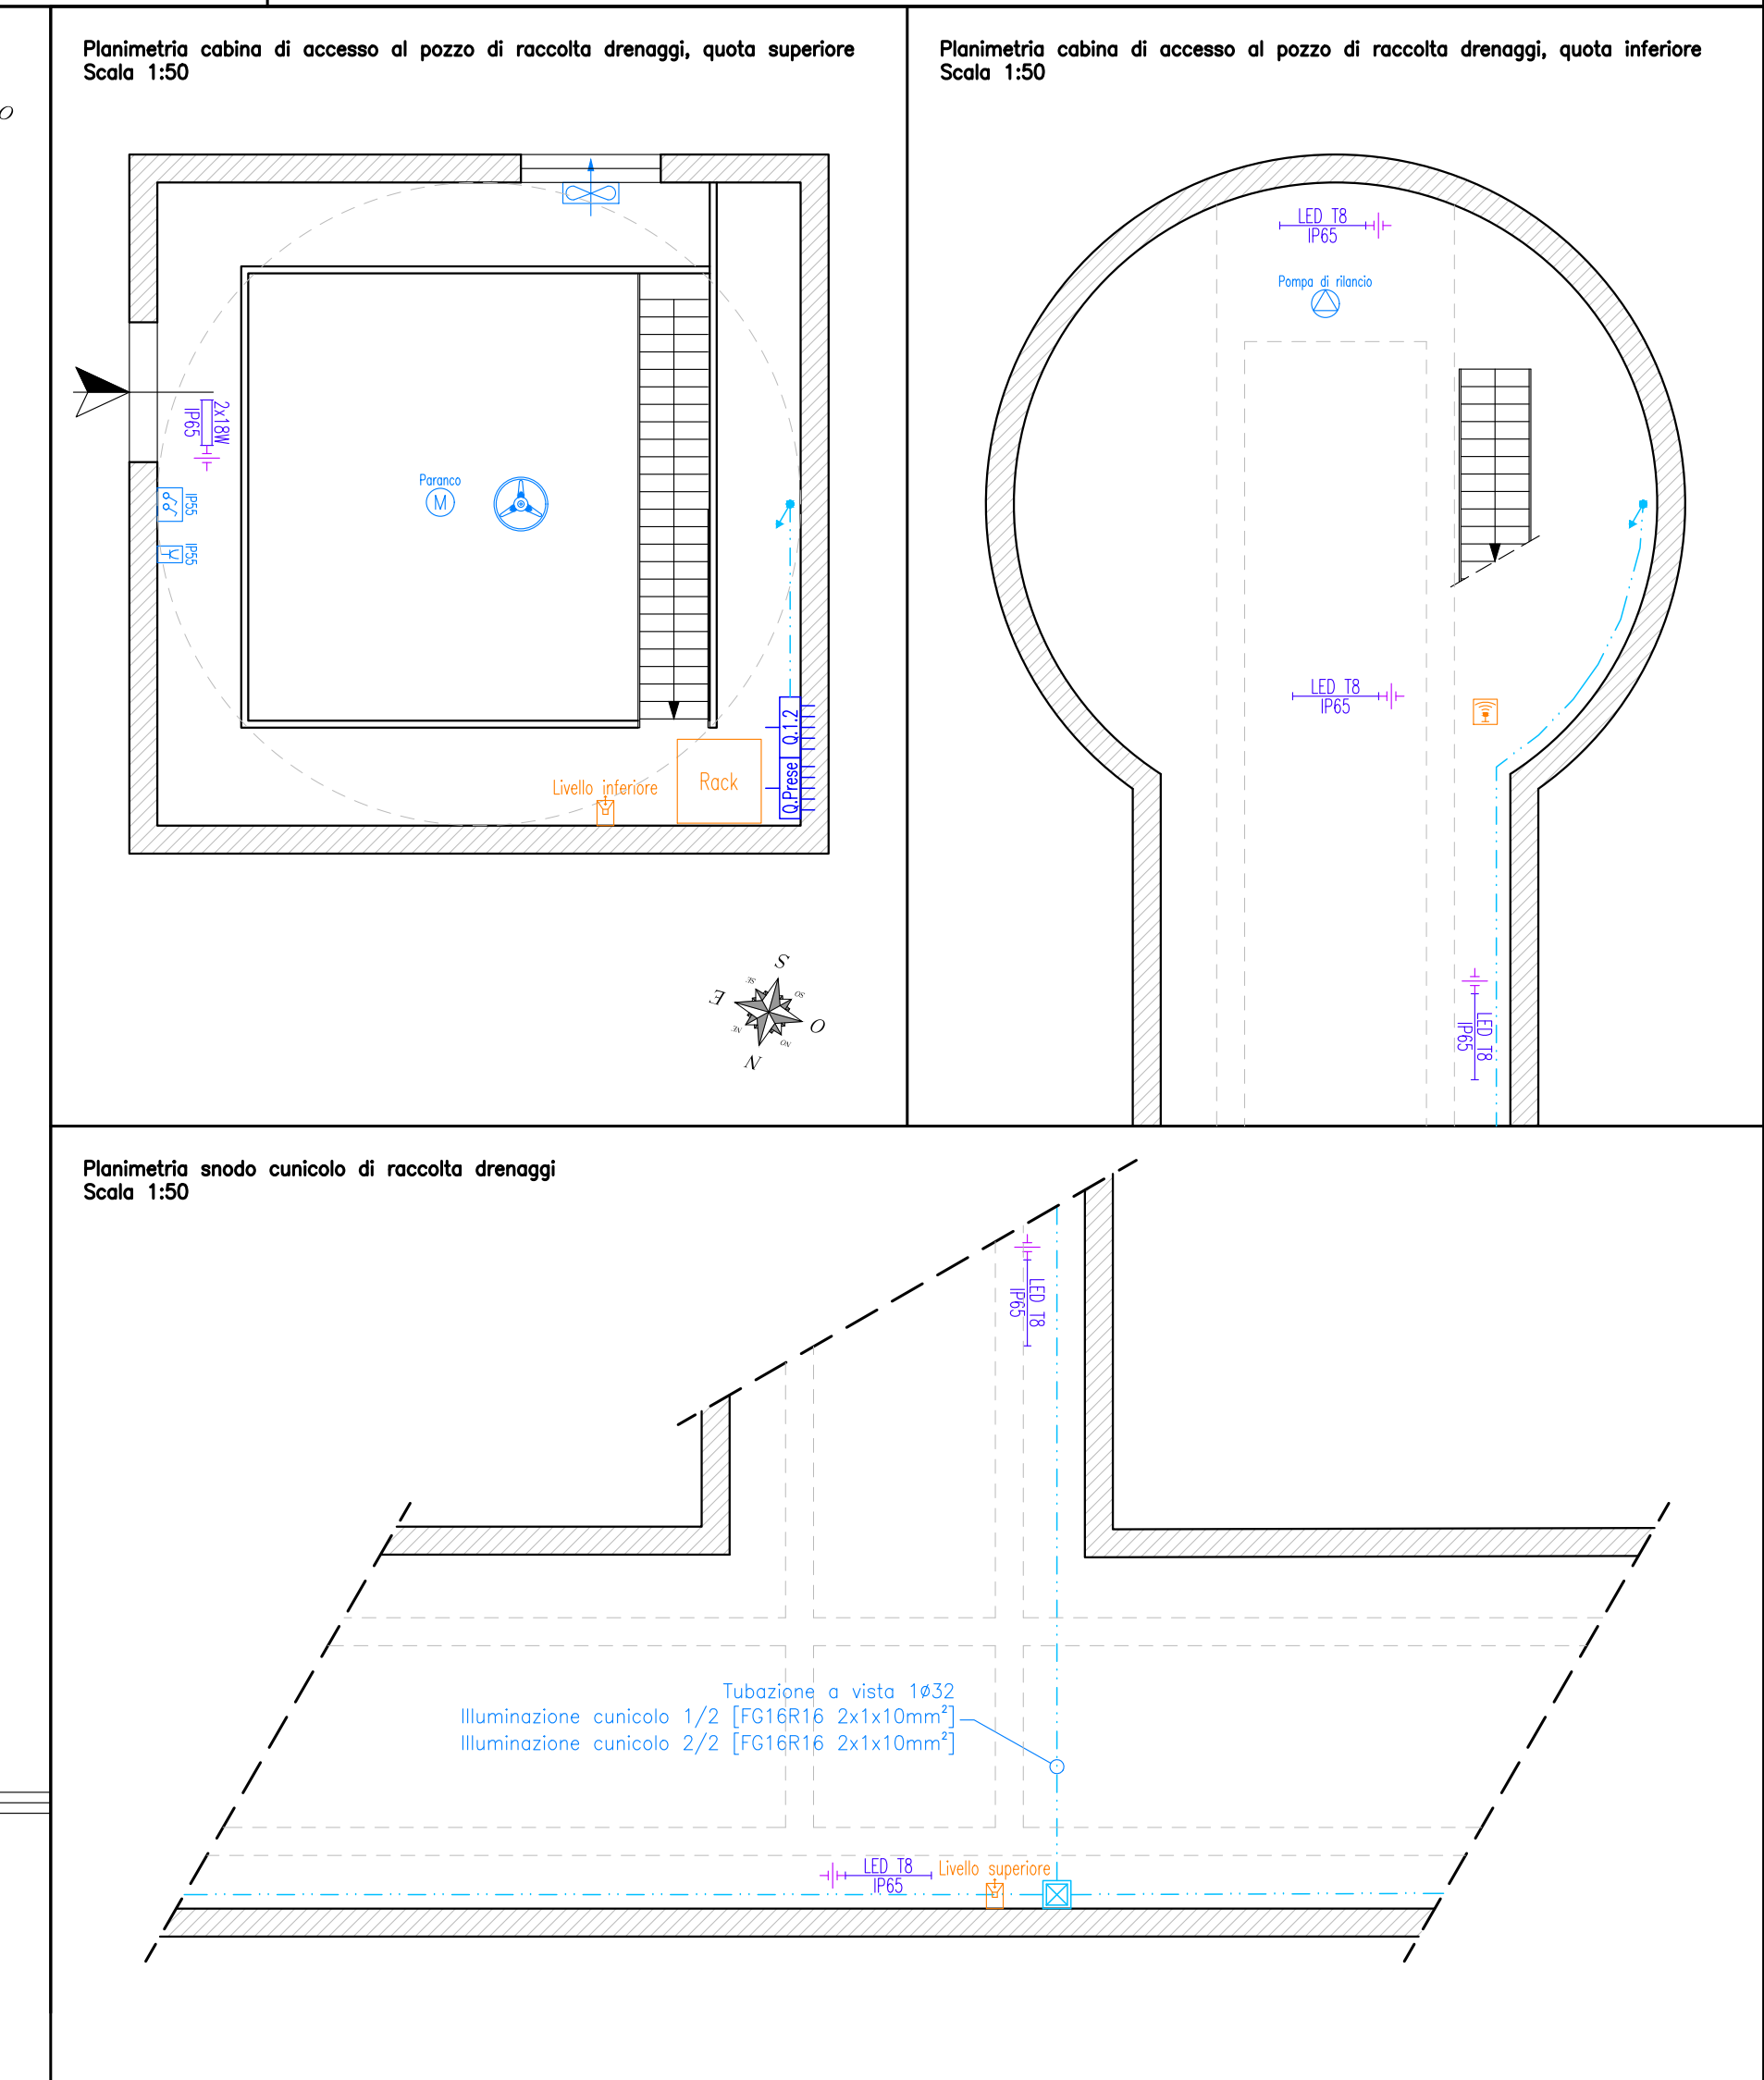 Planimetria cabina di accesso al pozzo di raccolta drenaggi, quota superiore
Scala 1:50
O
2x18W
IP65
IP55
IP55
Paranco
M
Q.1.2
Q.Prese
Rack
Livello inferiore
S
SE
SO
E
O
NE
NO
N
Planimetria cabina di accesso al pozzo di raccolta drenaggi, quota inferiore
Scala 1:50
LED T8
IP65
Pompa di rilancio
LED T8
IP65
LED T8
IP65
Planimetria snodo cunicolo di raccolta drenaggi
Scala 1:50
LED T8
IP65
Tubazione a vista 1ø32
Illuminazione cunicolo 1/2 [FG16R16 2x1x10mm²]
Illuminazione cunicolo 2/2 [FG16R16 2x1x10mm²]
LED T8
IP65
Livello superiore